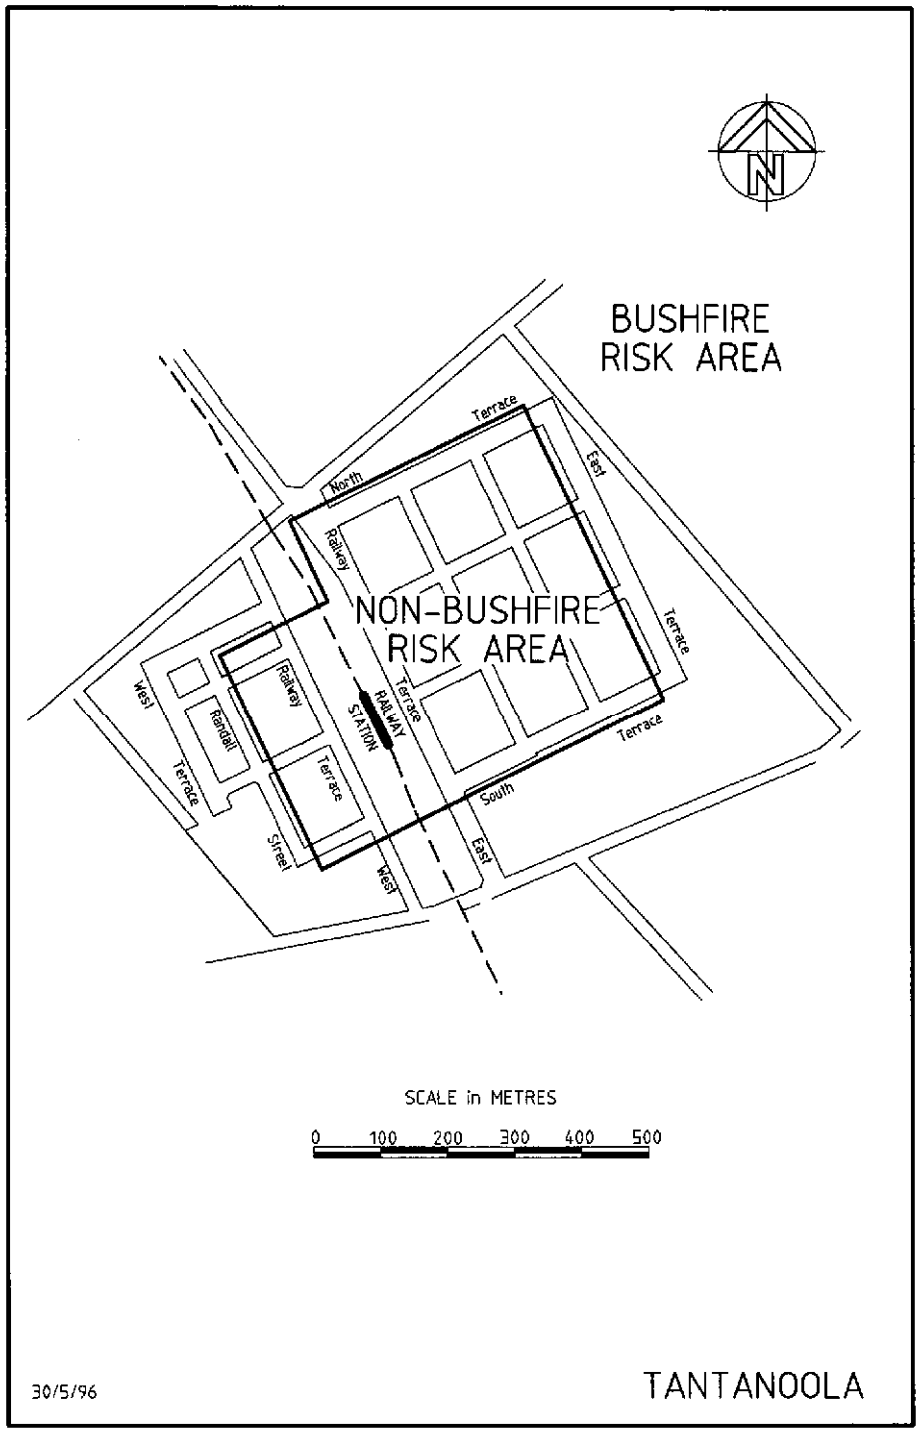 N
BUSHFIRE
RISK AREA
Terrace
North
East
Railway
NON-BUSHFIRE
RISK AREA
Terrace
West
Railway
Terrace
RAILWAY
STATION
Randall
Terrace
Terrace
Terrace
South
Street
East
West
SCALE in METRES
0 100 200 300 400 500
30/5/96
TANTANOOLA